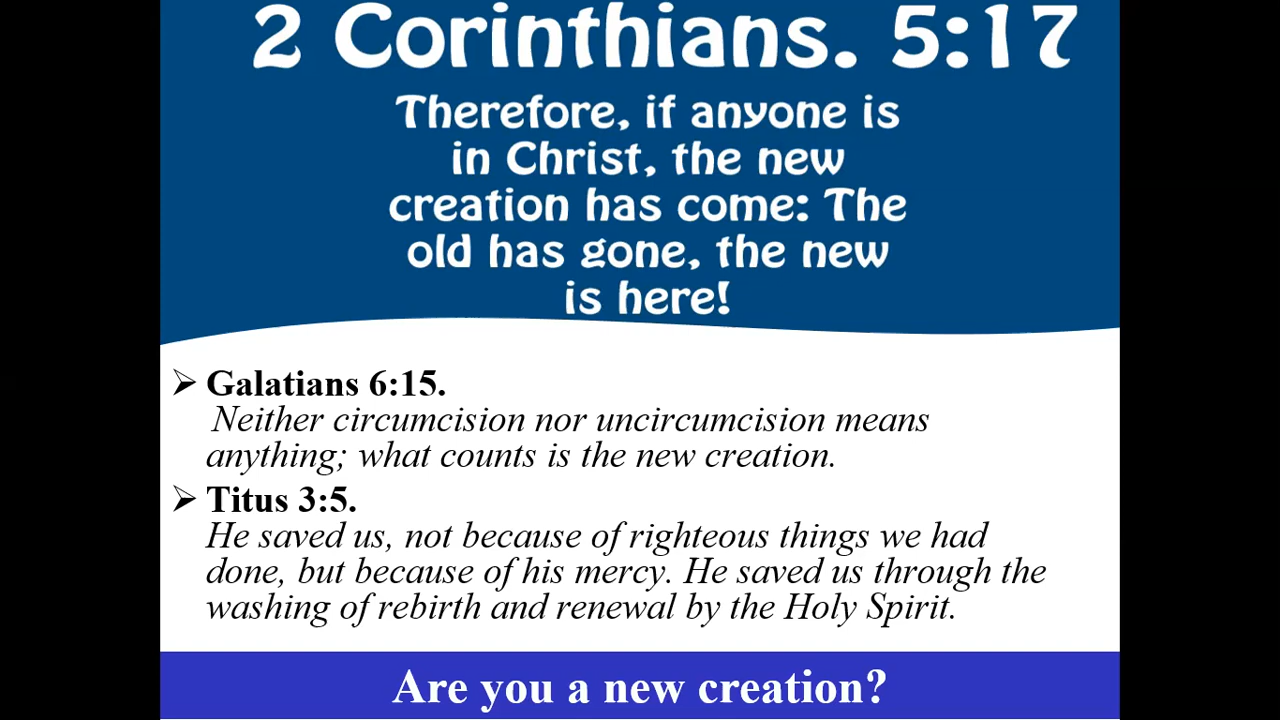 2 Corinthians. 5:17
Therefore, if anyone is
in Christ, the new
creation has come: The
old has gone, the new
is here!
➢ Galatians 6:15.
Neither circumcision nor uncircumcision means
anything; what counts is the new creation.
➢ Titus 3:5.
He saved us, not because of righteous things we had
done, but because of his mercy. He saved us through the
washing of rebirth and renewal by the Holy Spirit.
Are you a new creation?